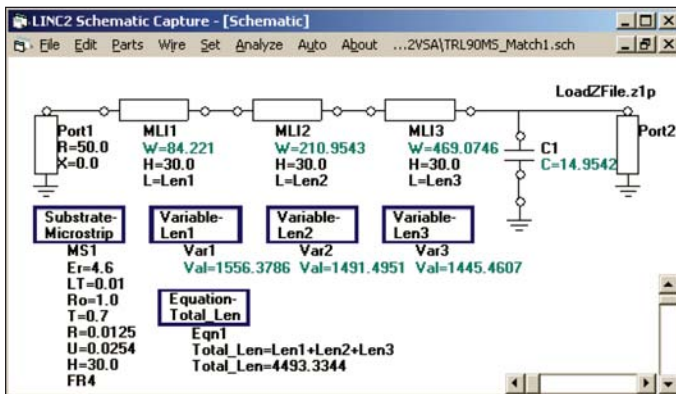 LINC2 Schematic Capture - [Schematic]
File Edit Parts Wire Set Analyze Auto About ...2VSA\TRL90MS_Match1.sch
LoadZFile.z1p
Port1
R=50.0
X=0.0
MLI1
W=84.221
H=30.0
L=Len1
MLI2
W=210.9543
H=30.0
L=Len2
MLI3
W=469.0746
H=30.0
L=Len3
C1
C=14.9542
Port2
Substrate-
Microstrip
MS1
Er=4.6
LT=0.01
Ro=1.0
T=0.7
R=0.0125
U=0.0254
H=30.0
FR4
Variable-
Len1
Var1
Val=1556.3786
Variable-
Len2
Var2
Val=1491.4951
Variable-
Len3
Var3
Val=1445.4607
Equation-
Total_Len
Eqn1
Total_Len=Len1+Len2+Len3
Total_Len=4493.3344